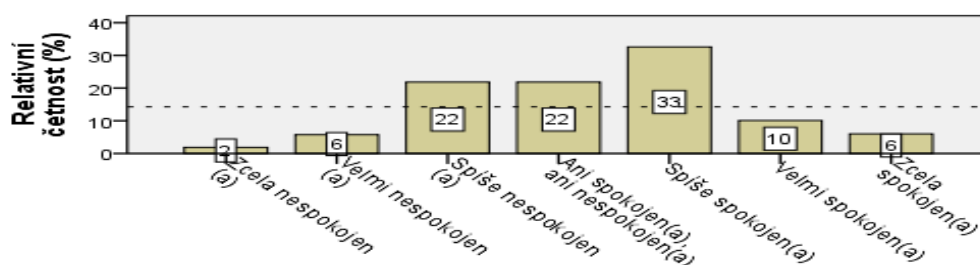 Relativní
četnost (%)
40
30
20
10
0
2
6
22
22
33
10
6
Zcela nespokojen
(a)
Velmi nespokojen
(a)
Spíše nespokojen
(a)
Ani spokojen(a),
ani nespokojen(a)
Spíše spokojen(a)
Velmi spokojen(a)
Zcela
spokojen(a)